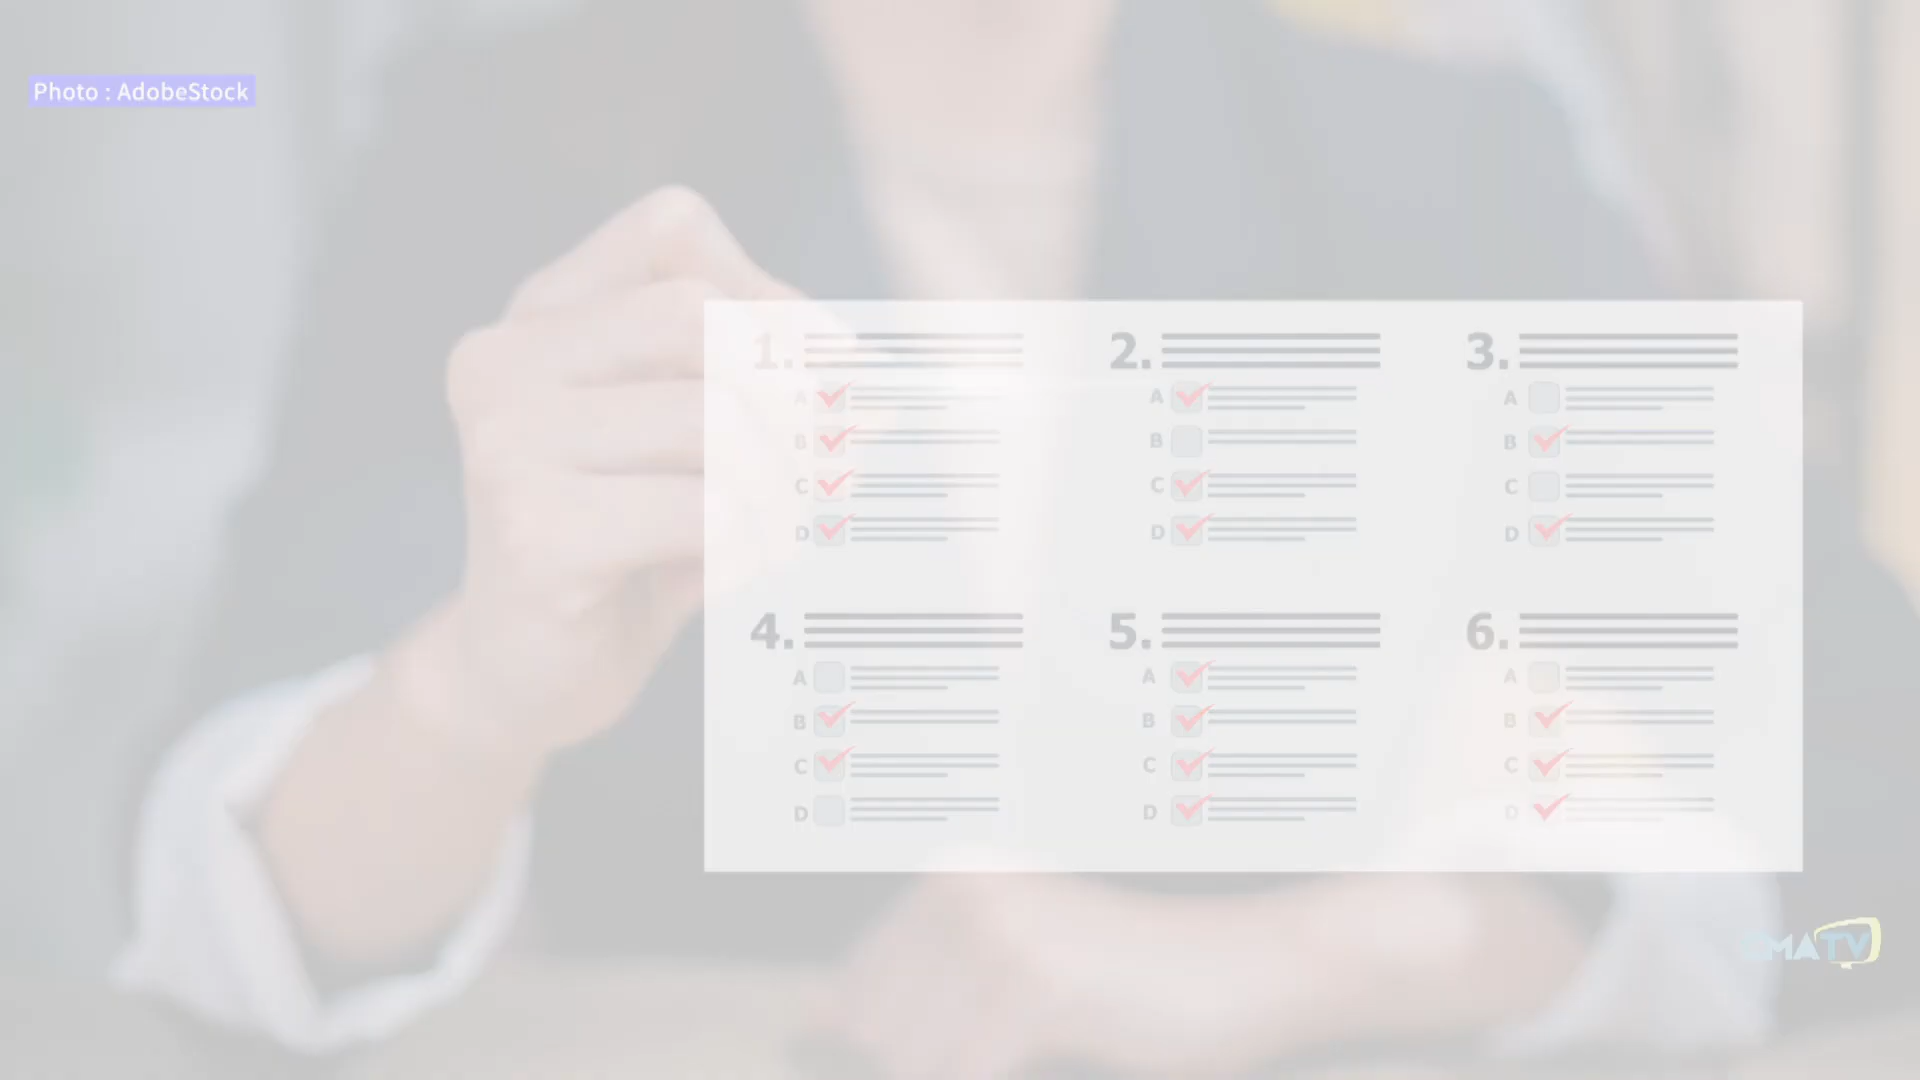 Photo : AdobeStock
1. 2. 3.
A A A
B B B
C C C
D D D
4. 5. 6.
A A A
B B B
C C C
D D D